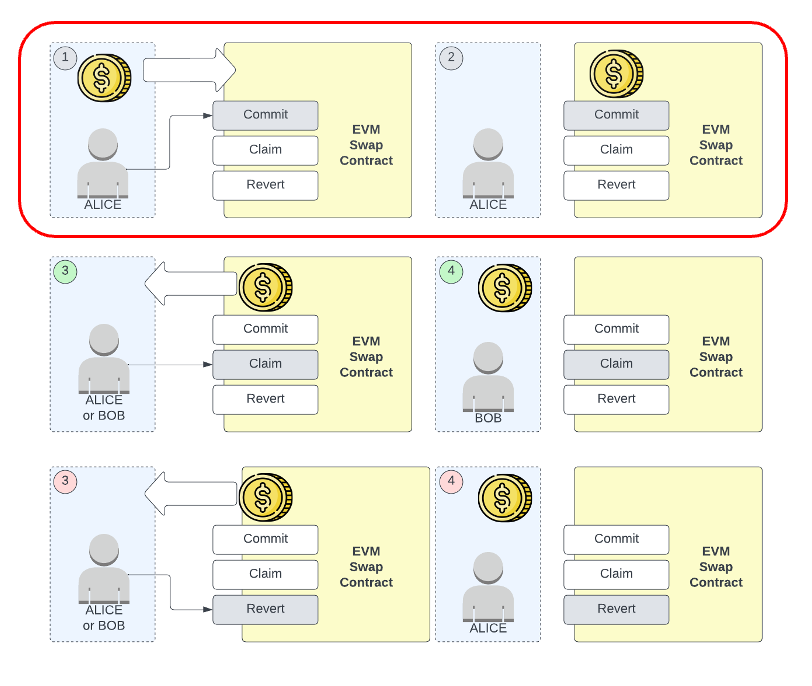 1
$
ALICE
Commit
Claim
Revert
EVM
Swap
Contract
2
ALICE
$
Commit
Claim
Revert
EVM
Swap
Contract
3
ALICE
or BOB
$
Commit
Claim
Revert
EVM
Swap
Contract
4
$
BOB
Commit
Claim
Revert
EVM
Swap
Contract
3
ALICE
or BOB
$
Commit
Claim
Revert
EVM
Swap
Contract
4
$
ALICE
Commit
Claim
Revert
EVM
Swap
Contract